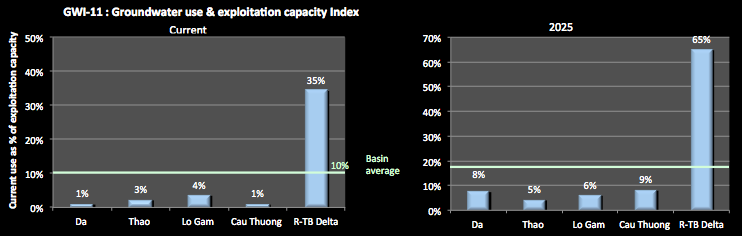 GWI-11 : Groundwater use & exploitation capacity Index
Current
Current use as % of exploitation capacity
50%
40%
30%
20%
10%
0%
1%
3%
4%
1%
35%
10%
Da
Thao
Lo Gam
Cau Thuong
R-TB Delta
Basin
average
2025
70%
60%
50%
40%
30%
20%
10%
0%
8%
5%
6%
9%
65%
Da
Thao
Lo Gam
Cau Thuong
R-TB Delta